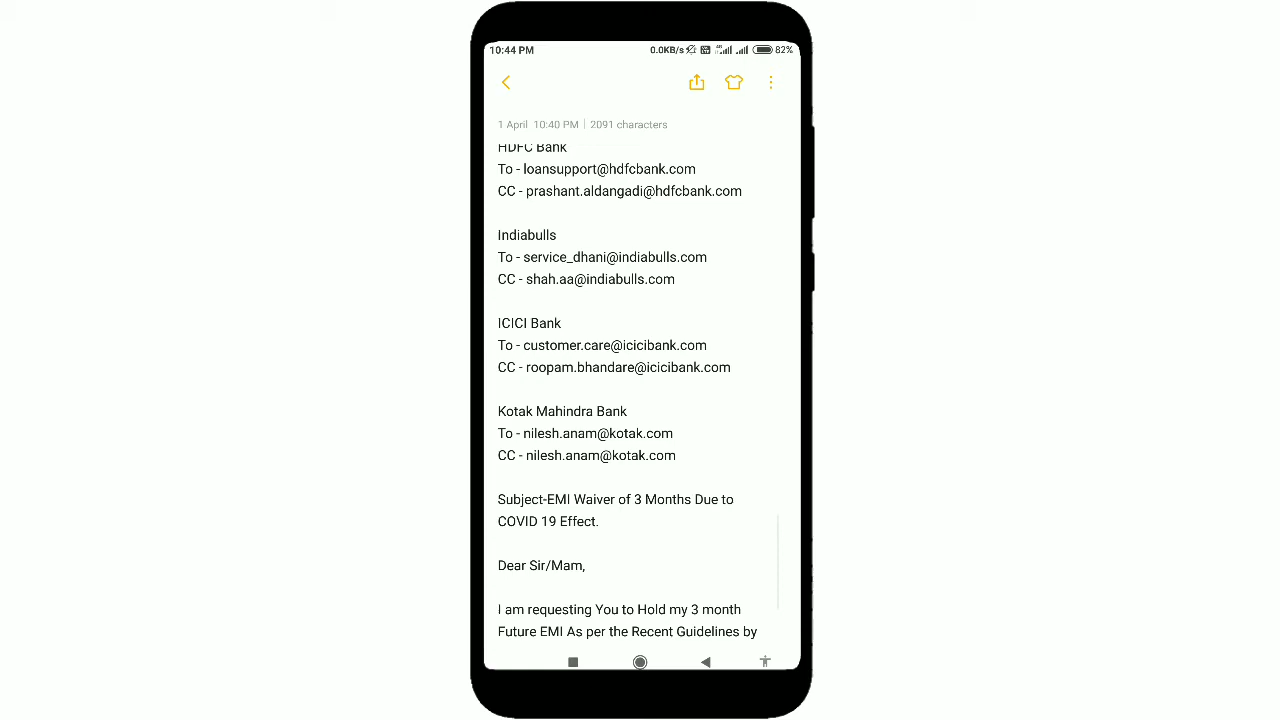 10:44 PM 0.0KB/s 82%
1 April 10:40 PM | 2091 characters
HDFC Bank
To - loansupport@hdfcbank.com
CC - prashant.aldangadi@hdfcbank.com
Indiabulls
To - service_dhani@indiabulls.com
CC - shah.aa@indiabulls.com
ICICI Bank
To - customer.care@icicibank.com
CC - roopam.bhandare@icicibank.com
Kotak Mahindra Bank
To - nilesh.anam@kotak.com
CC - nilesh.anam@kotak.com
Subject-EMI Waiver of 3 Months Due to
COVID 19 Effect.
Dear Sir/Mam,
I am requesting You to Hold my 3 month
Future EMI As per the Recent Guidelines by